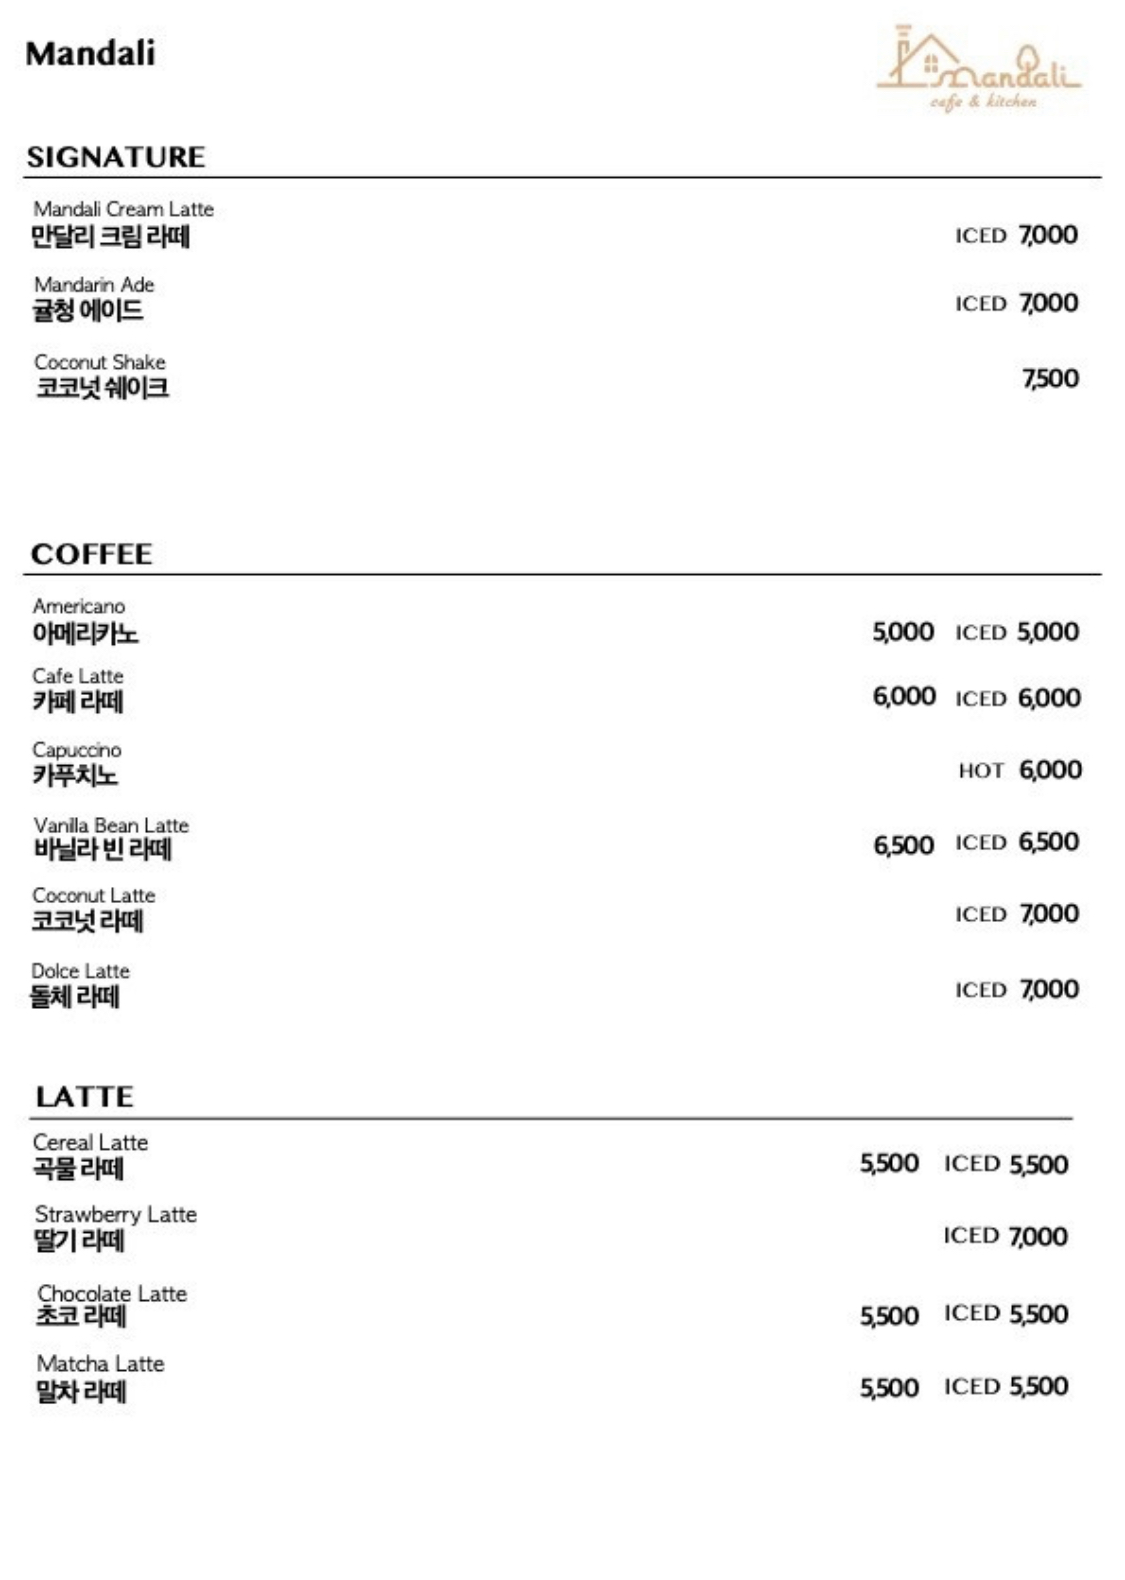 Mandali
mandali
cafe & kitchen
SIGNATURE
Mandali Cream Latte
만달리 크림 라떼 ICED 7,000
Mandarin Ade
귤청 에이드 ICED 7,000
Coconut Shake
코코넛 쉐이크 7,500
COFFEE
Americano
아메리카노 5,000 ICED 5,000
Cafe Latte
카페 라떼 6,000 ICED 6,000
Capuccino
카푸치노 HOT 6,000
Vanilla Bean Latte
바닐라 빈 라떼 6,500 ICED 6,500
Coconut Latte
코코넛 라떼 ICED 7,000
Dolce Latte
돌체 라떼 ICED 7,000
LATTE
Cereal Latte
곡물 라떼 5,500 ICED 5,500
Strawberry Latte
딸기 라떼 ICED 7,000
Chocolate Latte
초코 라떼 5,500 ICED 5,500
Matcha Latte
말차 라떼 5,500 ICED 5,500